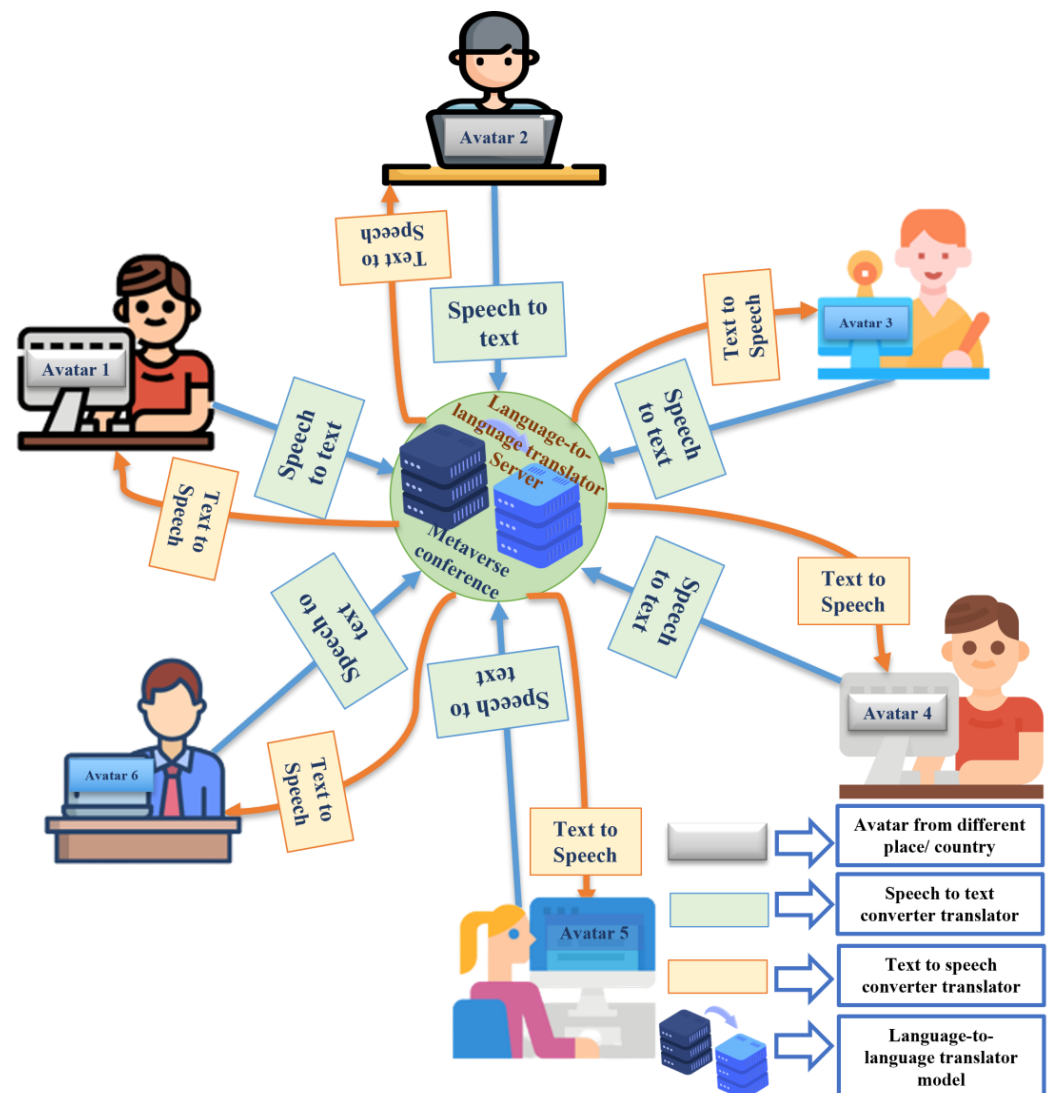 Avatar 2
Text to
Speech
Speech to
text
Avatar 1
Speech
to text
Text to
Speech
Avatar 3
Text to
Speech
Speech
to text
Language-to-
language translator
Server
Metaverse
conference
Avatar 4
Text to
Speech
Speech
to text
Avatar 6
Speech to
text
Text to
Speech
Speech to
text
Text to
Speech
Avatar 5
Avatar from different
place/ country
Speech to text
converter translator
Text to speech
converter translator
Language-to-
language translator
model